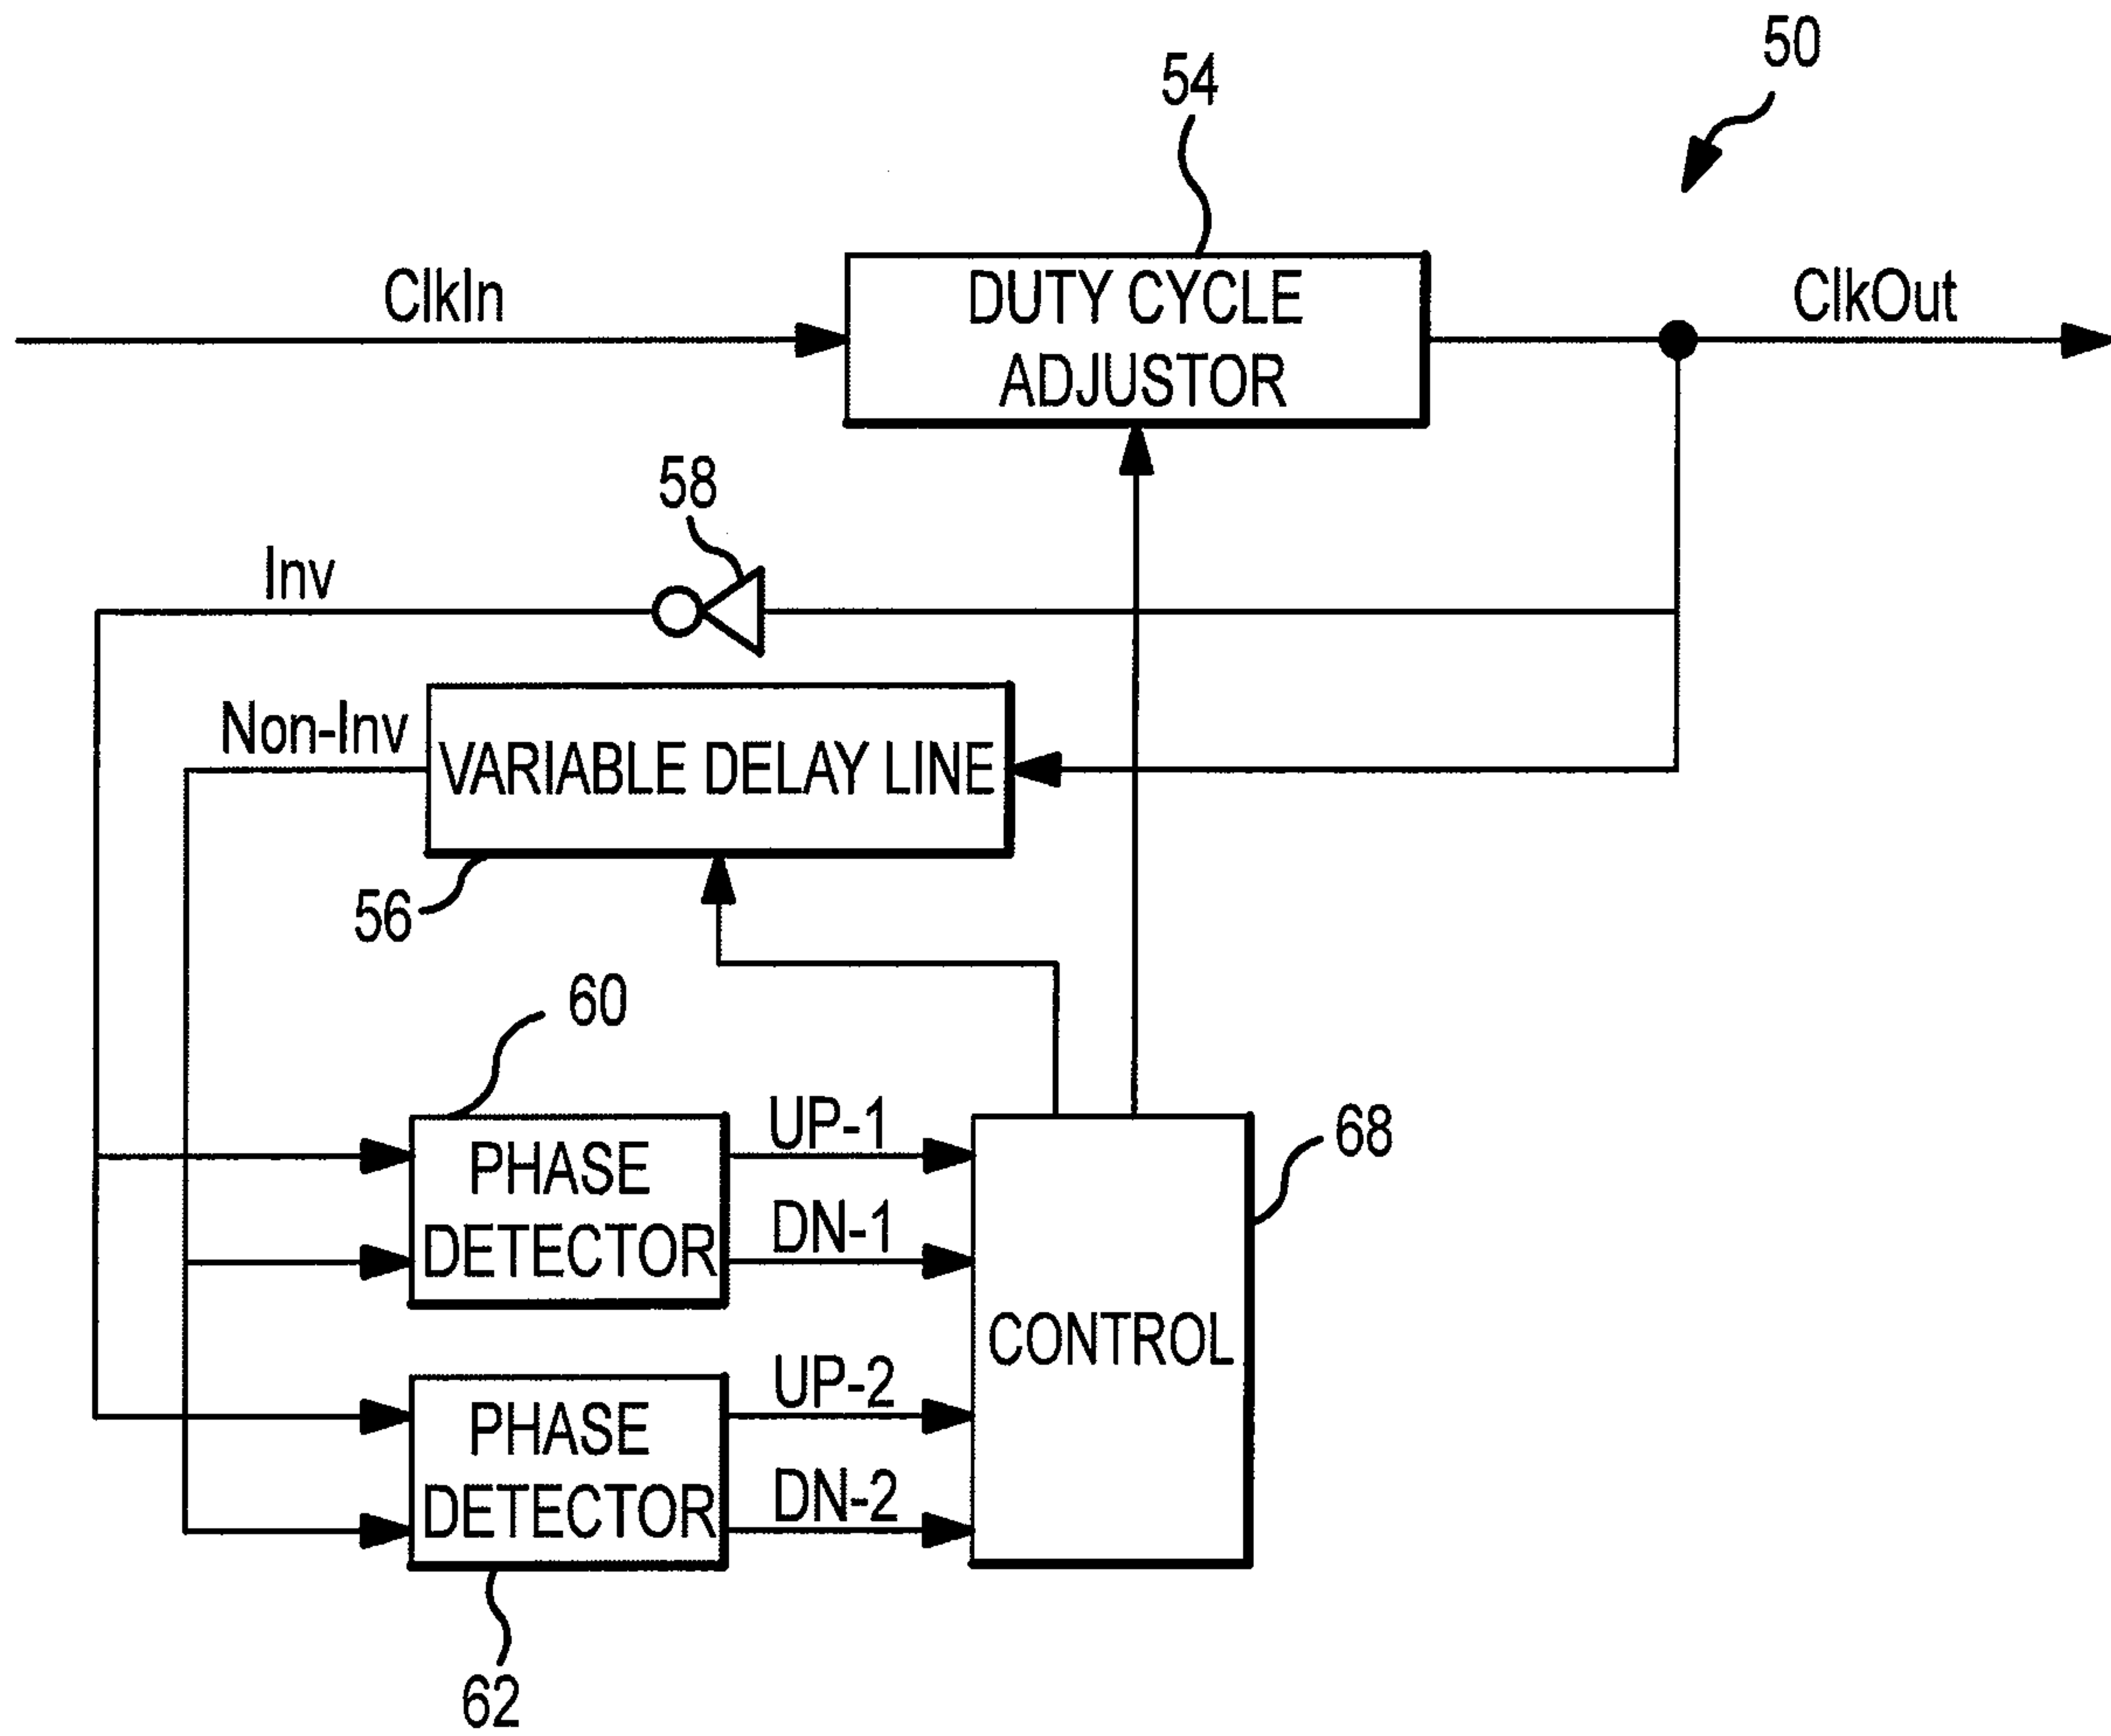 50
54
ClkIn
DUTY CYCLE
ADJUSTOR
ClkOut
58
Inv
Non-Inv
VARIABLE DELAY LINE
56
60
PHASE
DETECTOR
UP-1
DN-1
68
CONTROL
PHASE
DETECTOR
UP-2
DN-2
62